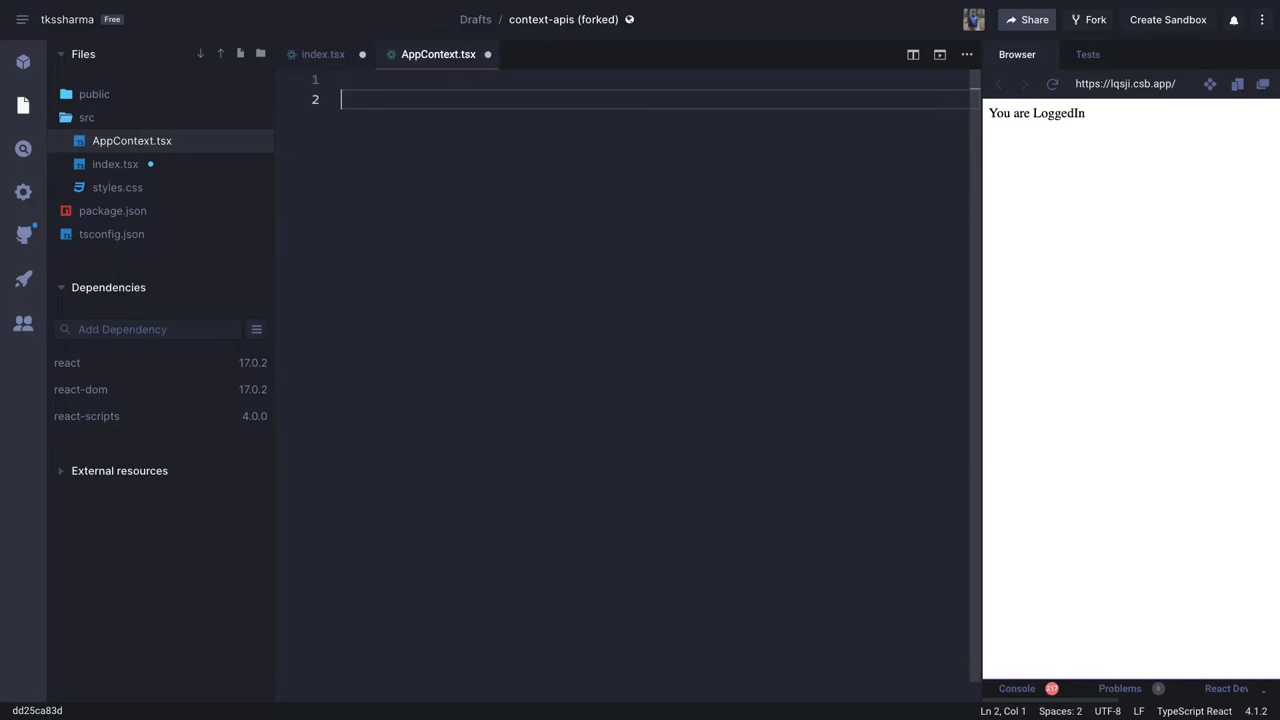 tkssharma Free Drafts / context-apis (forked) Share Fork Create Sandbox
Files
index.tsx
AppContext.tsx
Browser
Tests
https://lqsji.csb.app/
public
src
AppContext.tsx
index.tsx
styles.css
package.json
tsconfig.json
Dependencies
Add Dependency
react 17.0.2
react-dom 17.0.2
react-scripts 4.0.0
External resources
1
2
You are LoggedIn
Console 217 Problems 0 React Dev
dd25ca83d
Ln 2, Col 1 Spaces: 2 UTF-8 LF TypeScript React 4.1.2